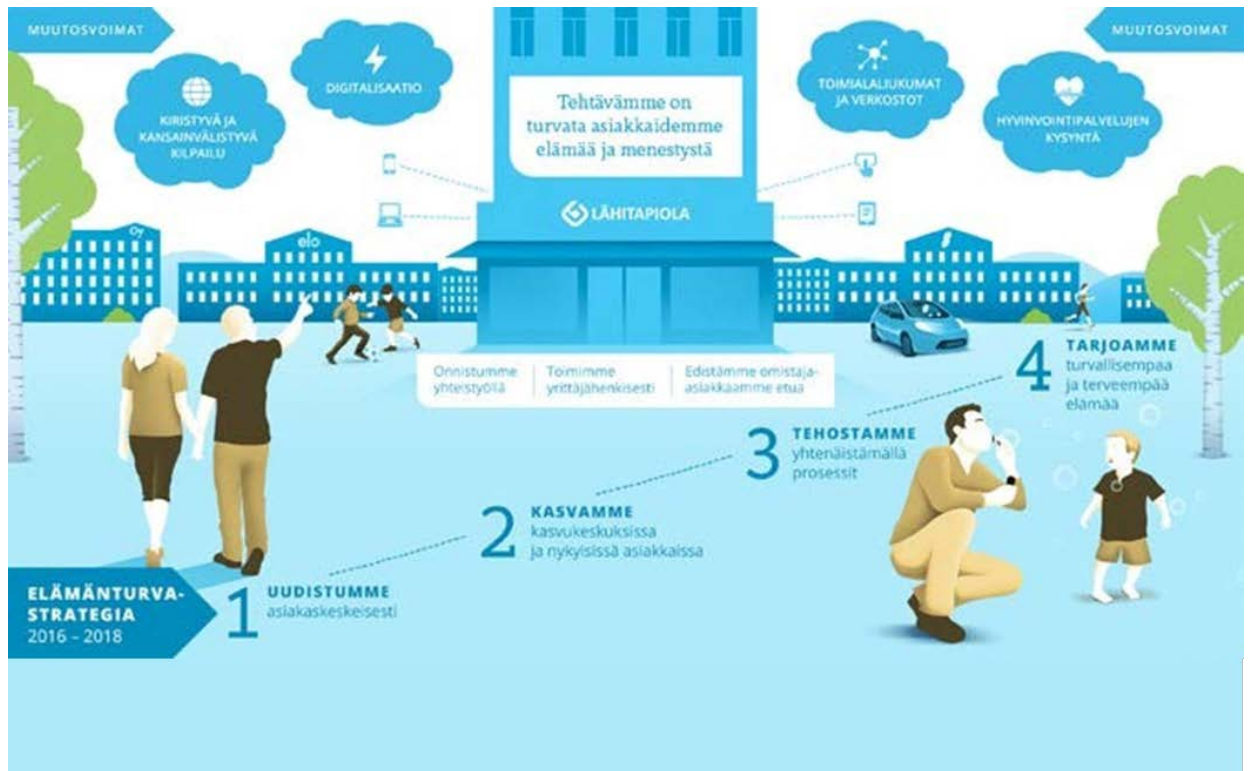 MUUTOSVOIMAT
MUUTOSVOIMAT
KIRISTYVÄ JA
KANSAINVÄLISTYVÄ
KILPAILU
DIGITALISAATIO
Tehtävämme on
turvata asiakkaidemme
elämää ja menestystä
TOIMIALALIUKUMAT
JA VERKOSTOT
HYVINVOINTIPALVELUJEN
KYSYNTÄ
LÄHITAPIOLA
Oy
elo
Onnistumme
yhteistyöllä
Toimimme
yrittäjähenkisesti
Edistämme omistaja-
asiakkaamme etua
ELÄMÄNTURVA-
STRATEGIA
2016 – 2018
1 UUDISTUMME
asiakaskeskeisesti
2 KASVAMME
kasvukeskuksissa
ja nykyisissä asiakkaissa
3 TEHOSTAMME
yhtenäistämällä
prosessit
4 TARJOAMME
turvallisempaa
ja terveempää
elämää